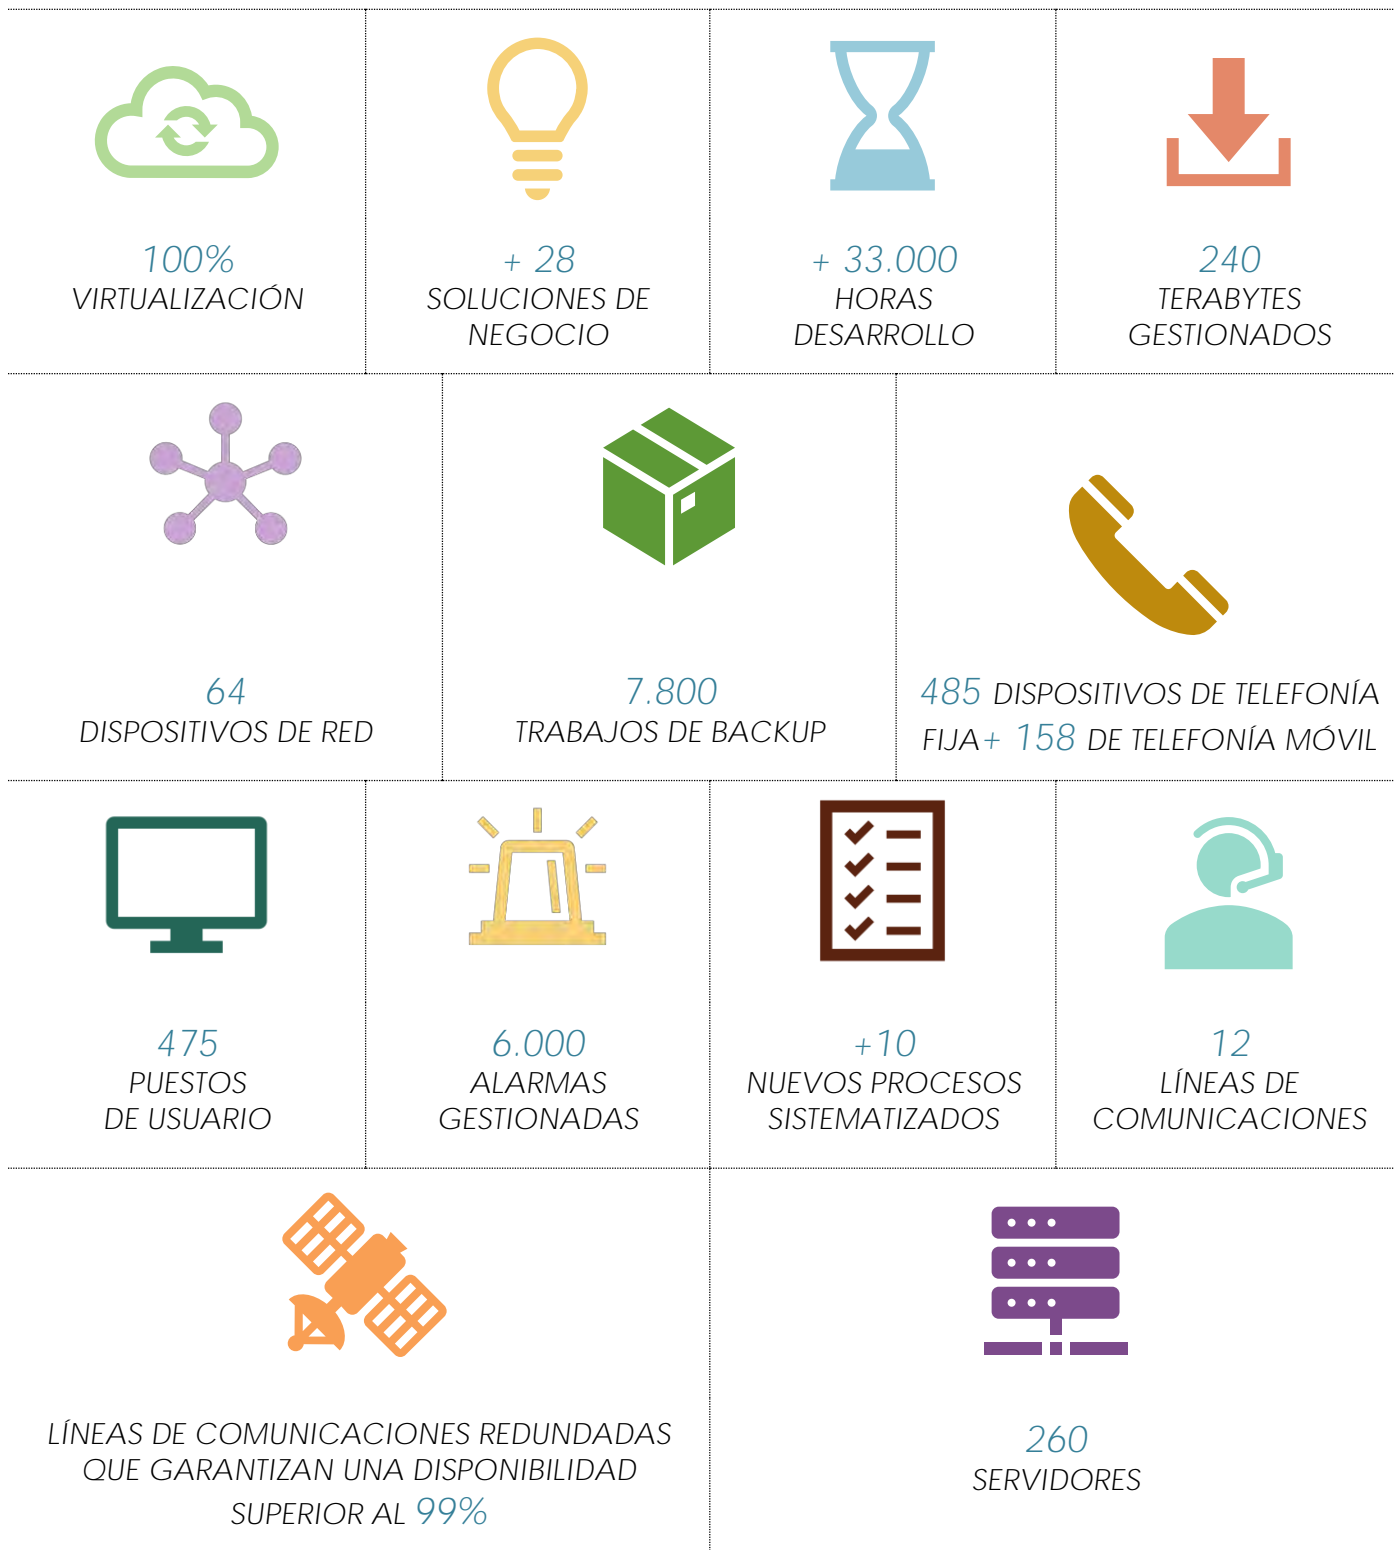 100%
VIRTUALIZACIÓN
+ 28
SOLUCIONES DE
NEGOCIO
+ 33.000
HORAS
DESARROLLO
240
TERABYTES
GESTIONADOS
64
DISPOSITIVOS DE RED
7.800
TRABAJOS DE BACKUP
485 DISPOSITIVOS DE TELEFONÍA
FIJA+ 158 DE TELEFONÍA MÓVIL
475
PUESTOS
DE USUARIO
6.000
ALARMAS
GESTIONADAS
+10
NUEVOS PROCESOS
SISTEMATIZADOS
12
LÍNEAS DE
COMUNICACIONES
LÍNEAS DE COMUNICACIONES REDUNDADAS
QUE GARANTIZAN UNA DISPONIBILIDAD
SUPERIOR AL 99%
260
SERVIDORES